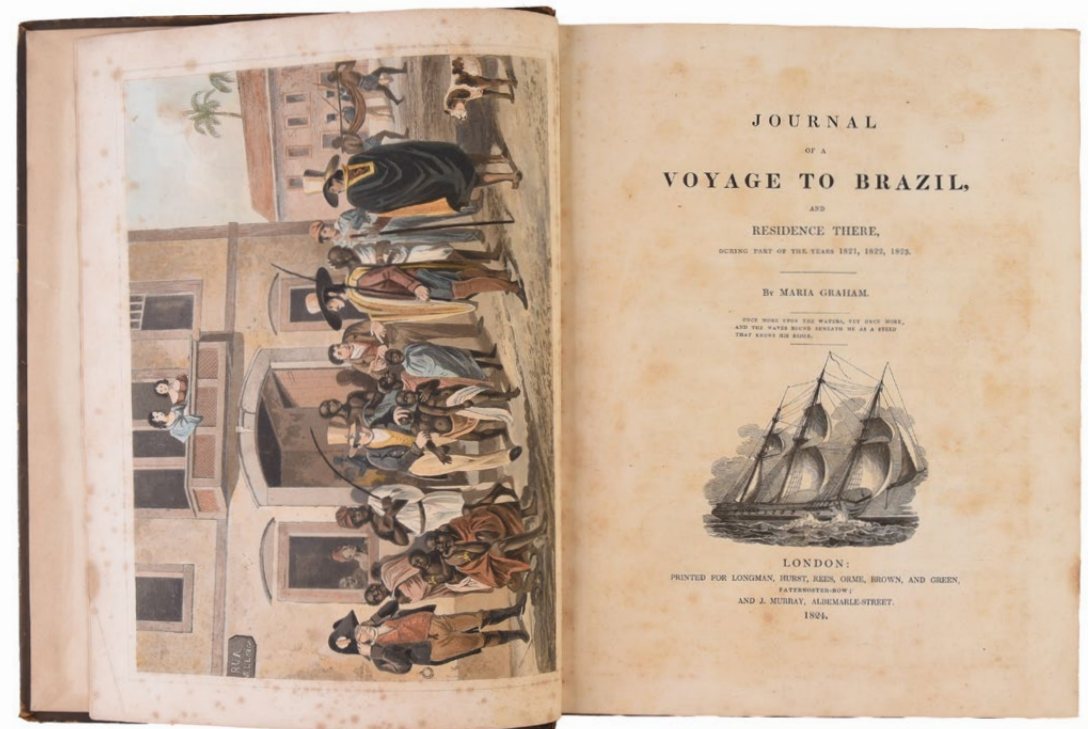 RUA
JOURNAL
OF A
VOYAGE TO BRAZIL,
AND
RESIDENCE THERE,
DURING PART OF THE YEARS 1821, 1822, 1823.
By MARIA GRAHAM.
ONCE MORE UPON THE WATERS, YET ONCE MORE,
AND THE WAVES BOUND BENEATH ME AS A STEED
THAT KNOWS HIS RIDER.
LONDON:
PRINTED FOR LONGMAN, HURST, REES, ORME, BROWN, AND GREEN,
PATERNOSTER-ROW;
AND J. MURRAY, ALBEMARLE-STREET.
1824.